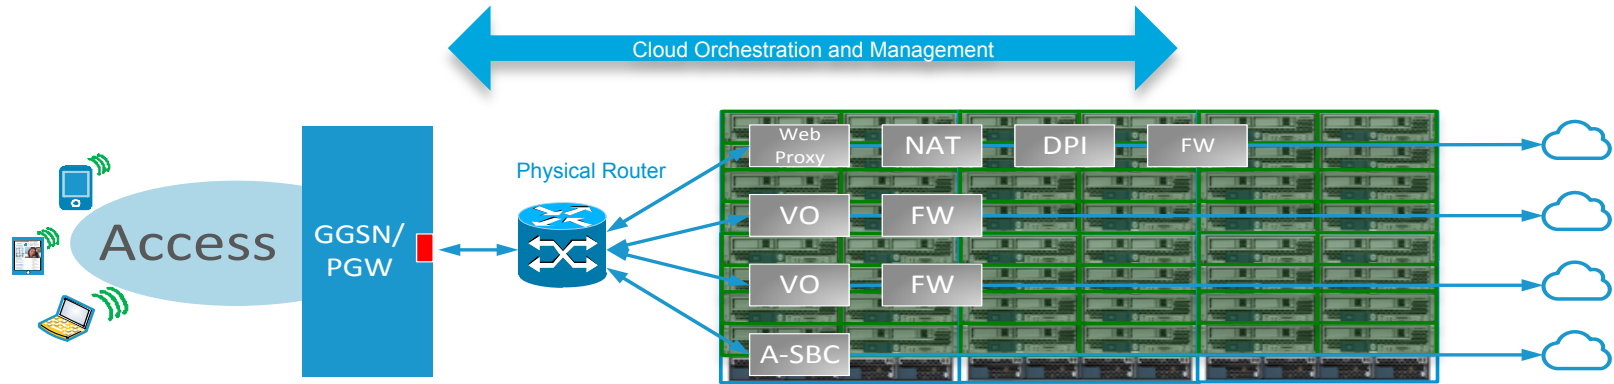 Cloud Orchestration and Management
Web
Proxy
NAT
DPI
FW
Physical Router
Access
GGSN/
PGW
VO
FW
VO
FW
A-SBC